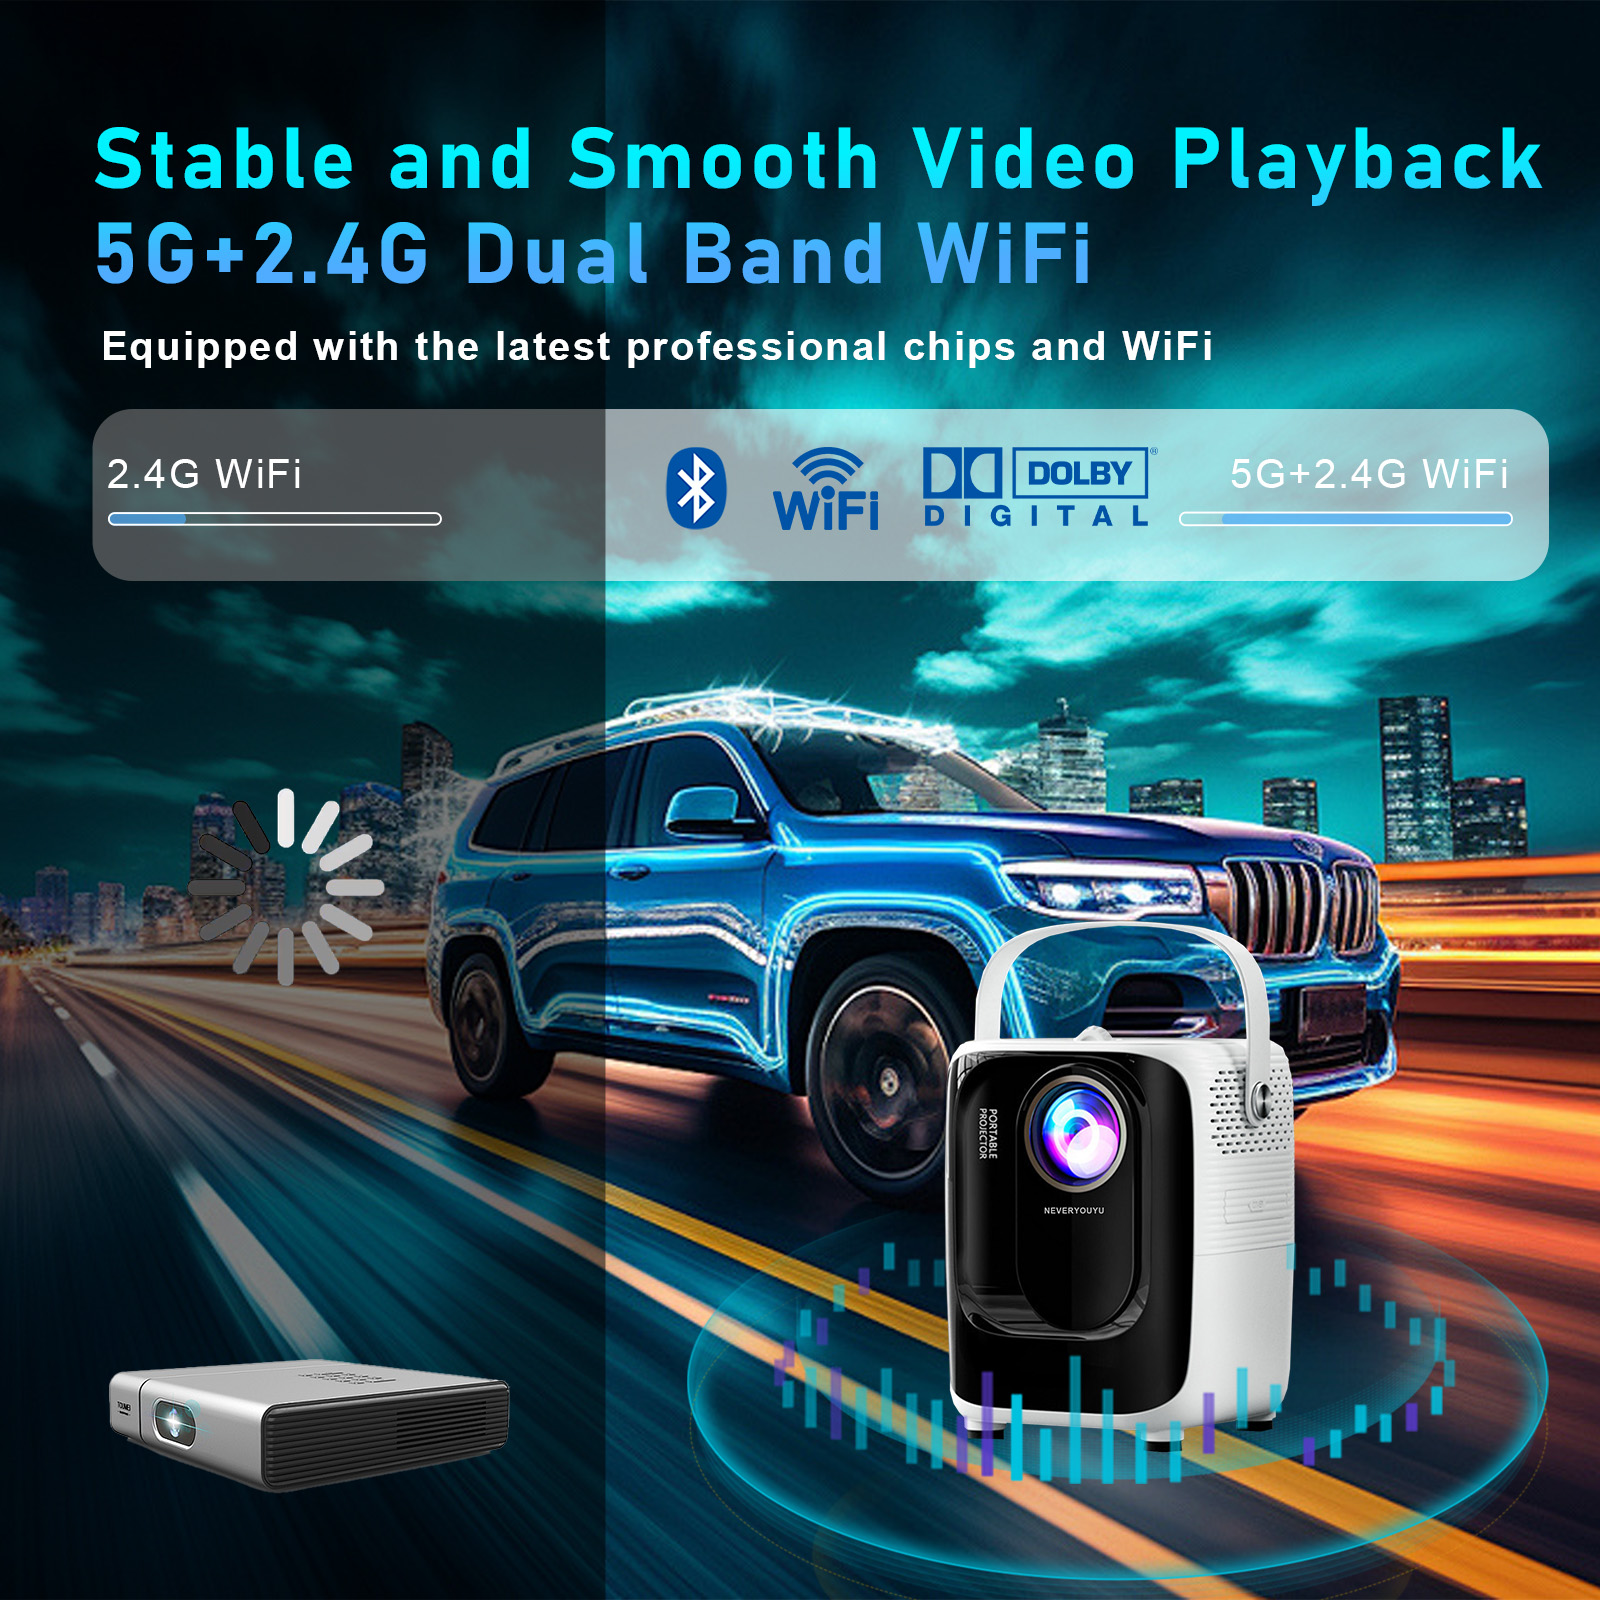 Stable and Smooth Video Playback
5G+2.4G Dual Band WiFi
Equipped with the latest professional chips and WiFi
2.4G WiFi
WiFi
DOLBY
DIGITAL
®
5G+2.4G WiFi
PORTABLE
PROJECTOR
NEVERYOUYU